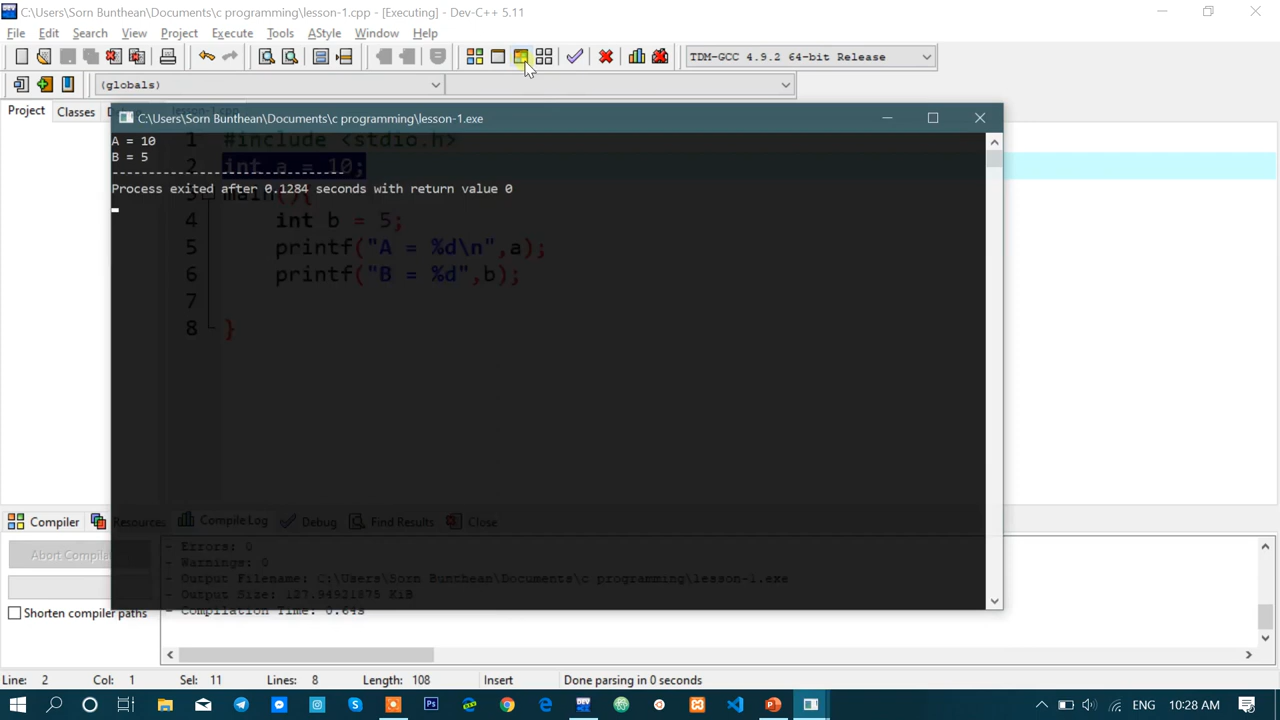 C:\Users\Sorn Bunthean\Documents\c programming\lesson-1.cpp - [Executing] - Dev-C++ 5.11
File Edit Search View Project Execute Tools AStyle Window Help
TDM-GCC 4.9.2 64-bit Release
(globals)
Project Classes lesson-1.cpp
C:\Users\Sorn Bunthean\Documents\c programming\lesson-1.exe
A = 10
B = 5
--------------------------------
Process exited after 0.1284 seconds with return value 0
1 #include <stdio.h>
2 int a = 10;
3 main(){
4 int b = 5;
5 printf("A = %d\n",a);
6 printf("B = %d",b);
7
8 }
Compiler Resources Compile Log Debug Find Results Close
Abort
- Errors: 0
- Warnings: 0
- Output Filename: C:\Users\Sorn Bunthean\Documents\c programming\lesson-1.exe
- Output Size: 127.94921875 KiB
- Compilation Time: 0.64s
Shorten compiler paths
Line: 2 Col: 1 Sel: 11 Lines: 8 Length: 108 Insert Done parsing in 0 seconds
10:28 AM